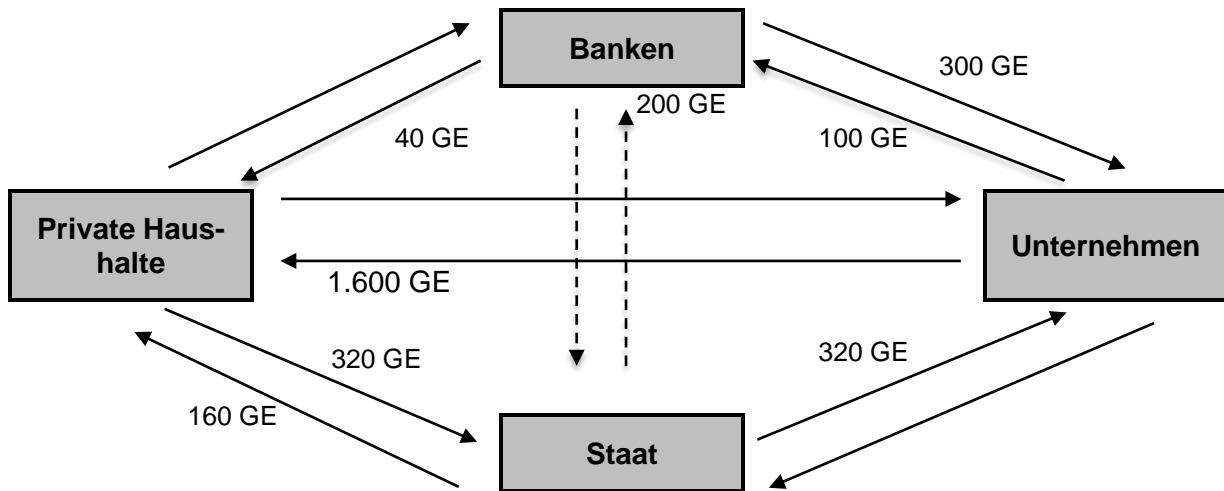 Banken
300 GE
200 GE
40 GE
100 GE
Private Haus-
halte
Unternehmen
1.600 GE
320 GE
320 GE
160 GE
Staat